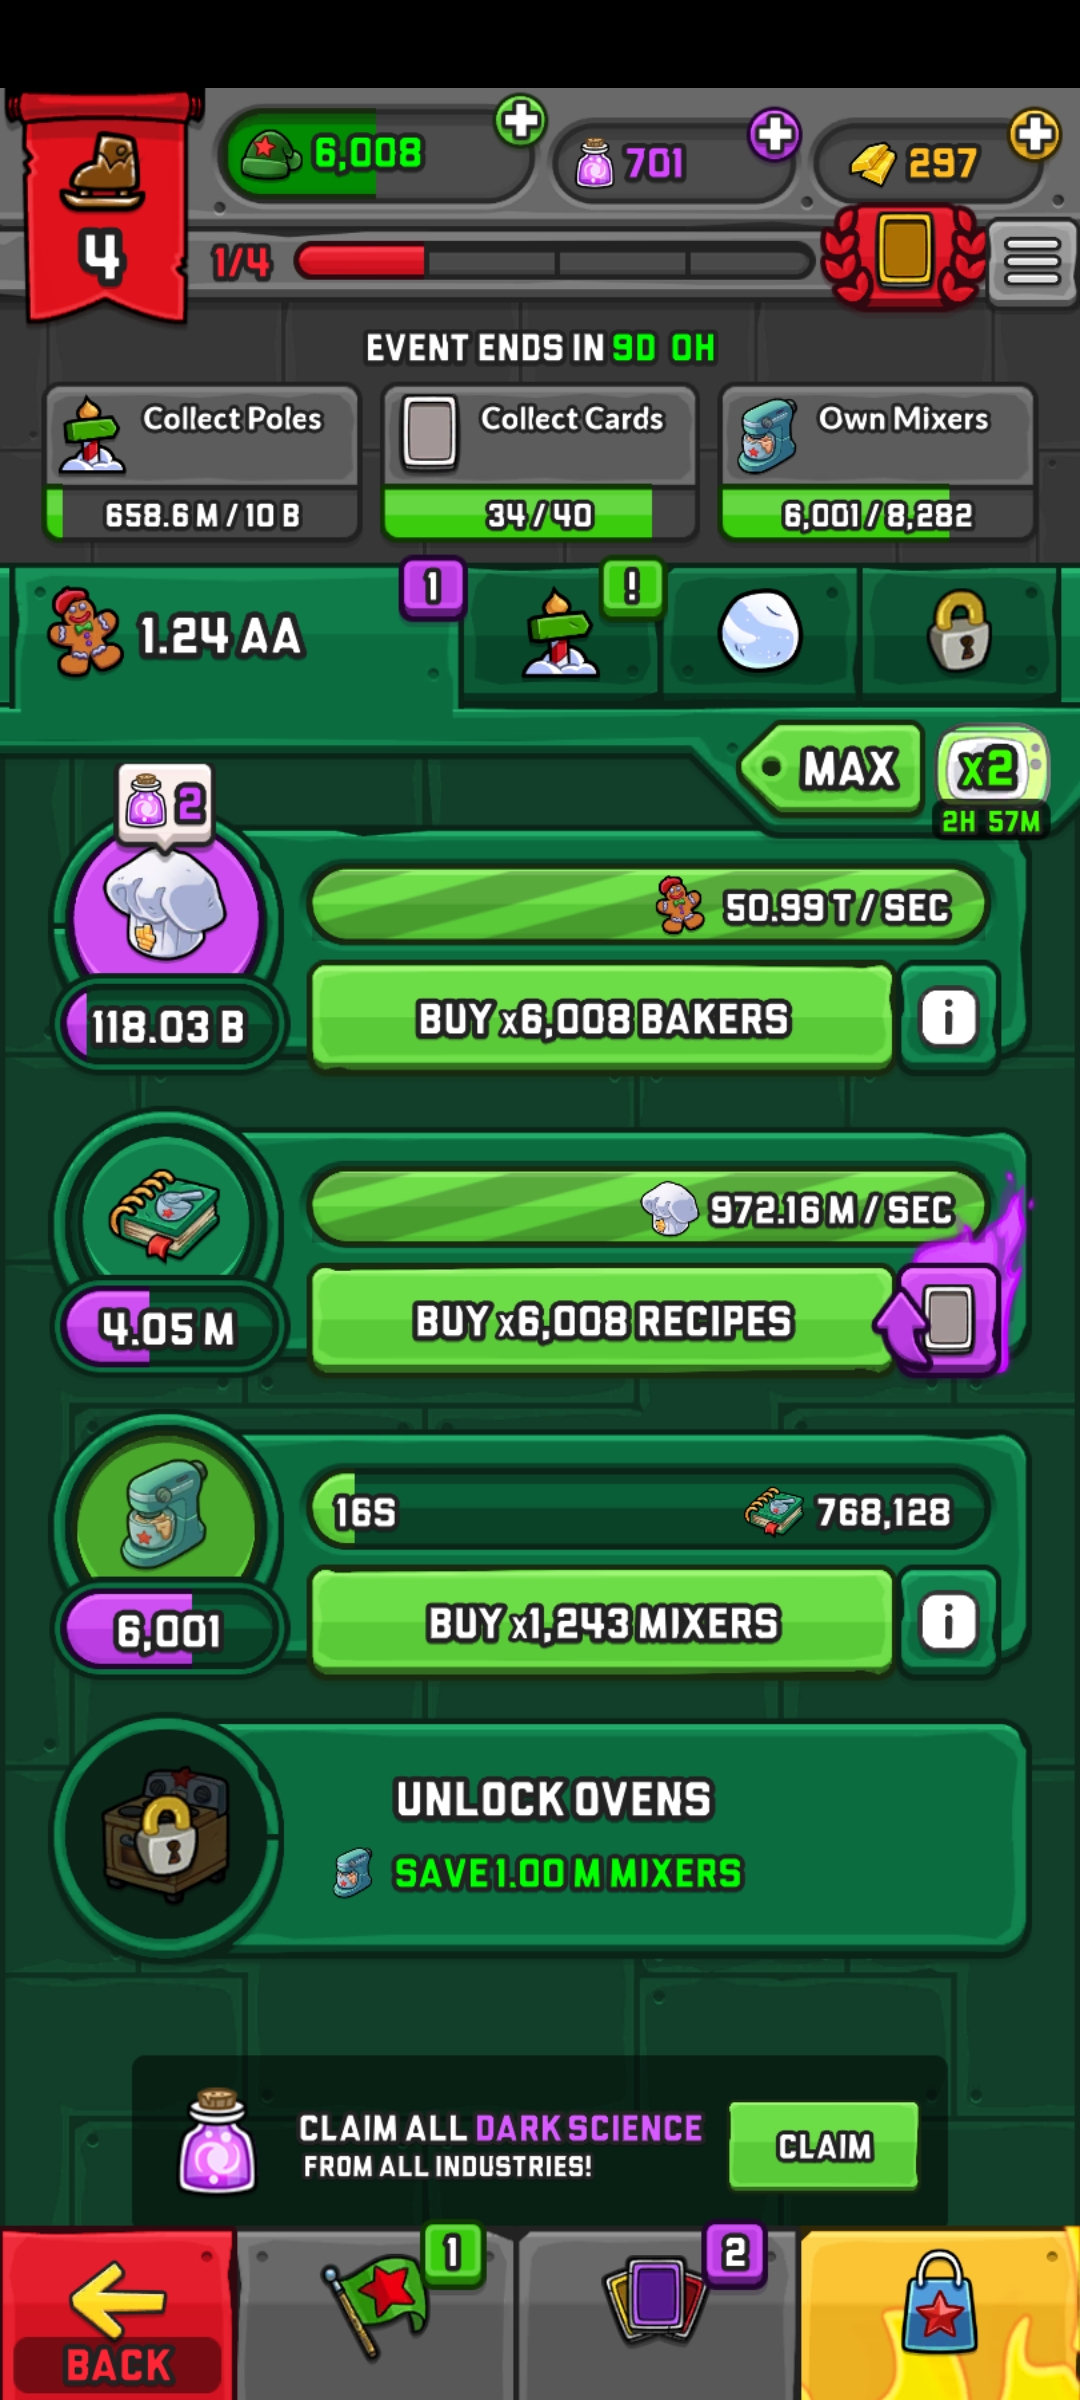 6,008
701
297
4
1/4
EVENT ENDS IN 9D 0H
Collect Poles
658.6 M / 10 B
Collect Cards
34 / 40
Own Mixers
6,001 / 8,282
1.24 AA
1
!
MAX
x2
2H 57M
2
50.99 T / SEC
118.03 B
BUY x6,008 BAKERS
i
972.16 M / SEC
4.05 M
BUY x6,008 RECIPES
16S
768,128
6,001
BUY x1,243 MIXERS
i
UNLOCK OVENS
SAVE 1.00 M MIXERS
CLAIM ALL DARK SCIENCE
FROM ALL INDUSTRIES!
CLAIM
BACK
1
2